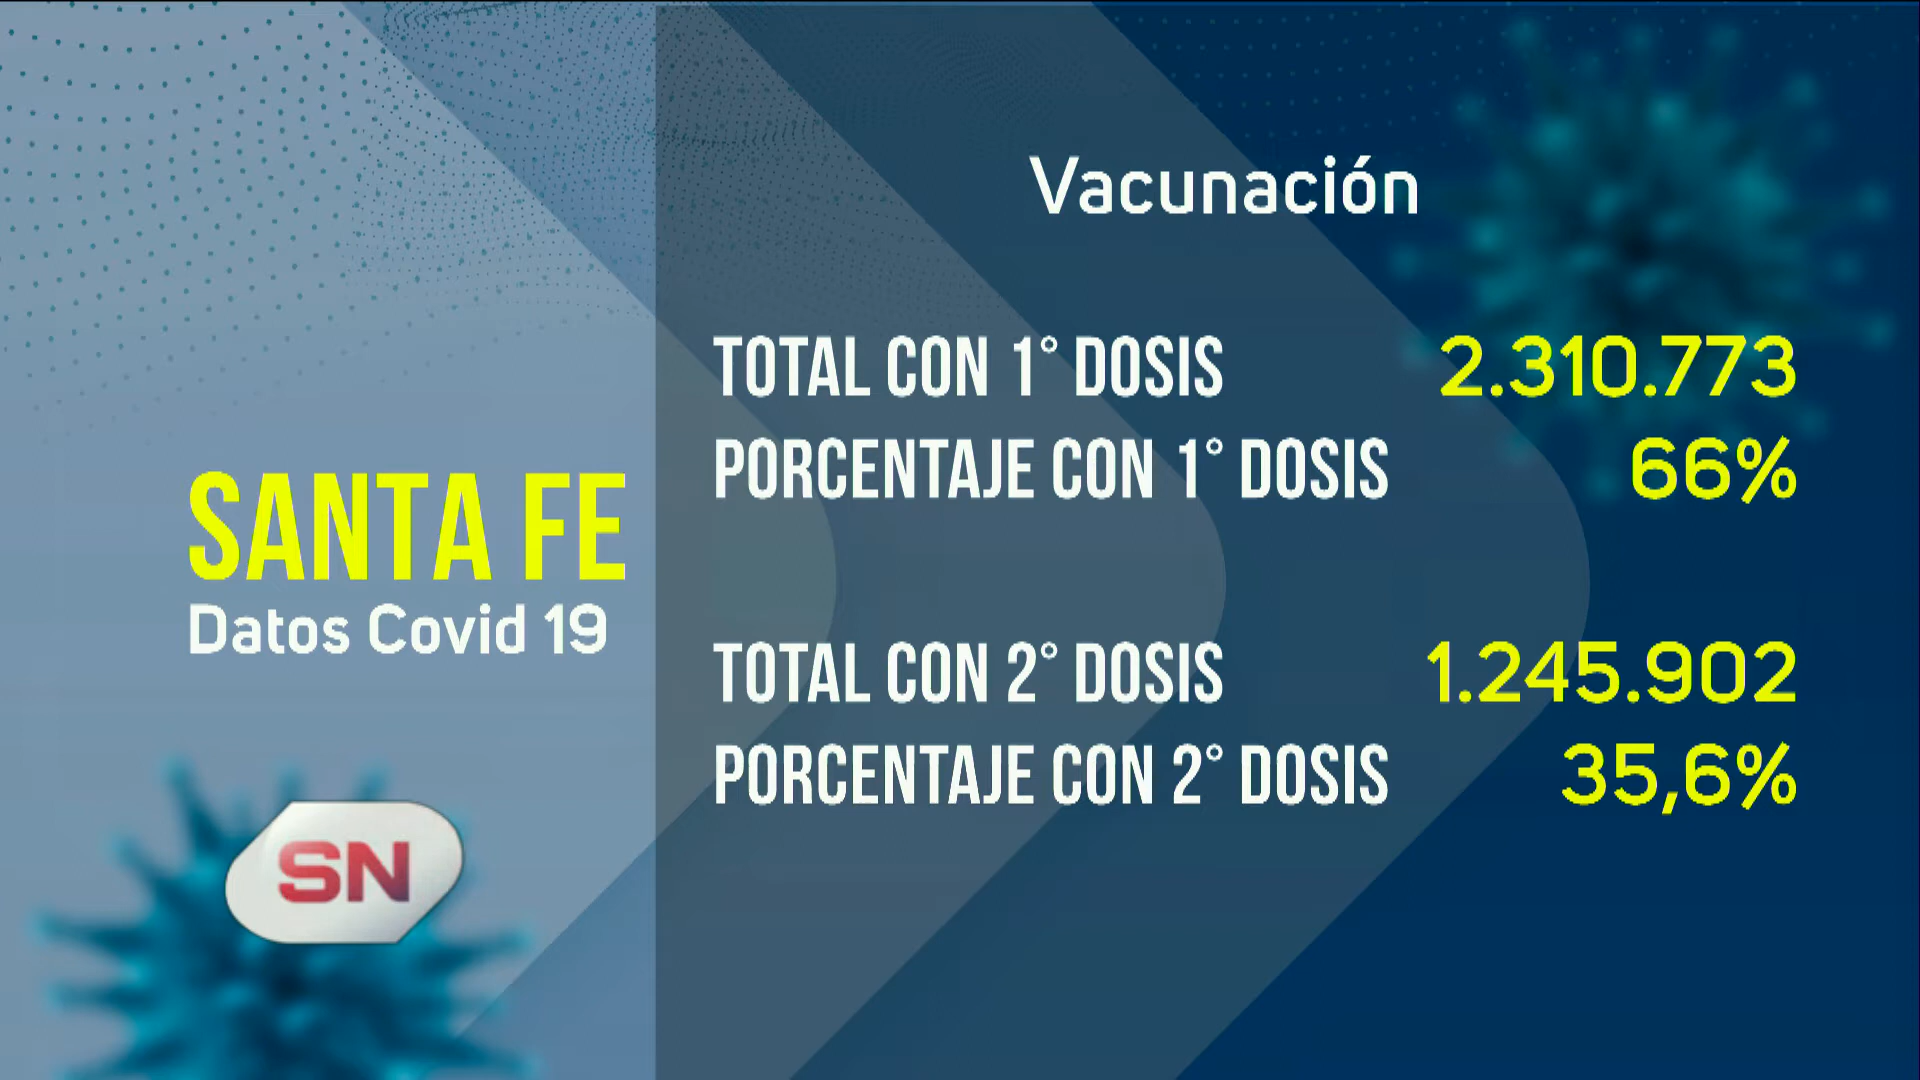 SANTA FE
Datos Covid 19
SN
Vacunación
TOTAL CON 1° DOSIS 2.310.773
PORCENTAJE CON 1° DOSIS 66%
TOTAL CON 2° DOSIS 1.245.902
PORCENTAJE CON 2° DOSIS 35,6%